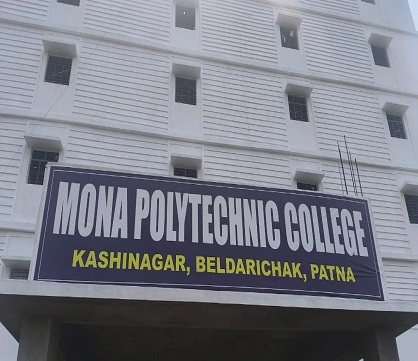 MONA POLYTECHNIC COLLEGE
KASHINAGAR, BELDARICHAK, PATNA